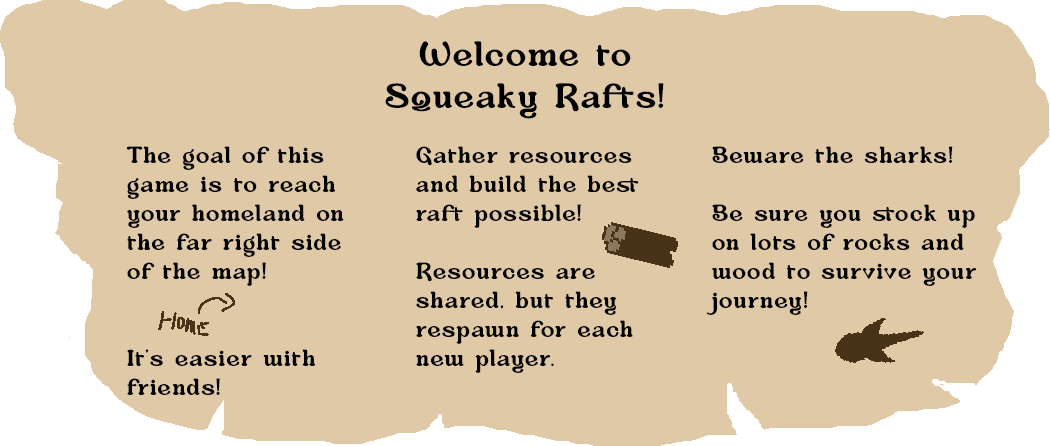 Welcome to
Squeaky Rafts!
The goal of this
game is to reach
your homeland on
the far right side
of the map!
HOME
It's easier with
friends!
Gather resources
and build the best
raft possible!
Resources are
shared, but they
respawn for each
new player.
Beware the sharks!
Be sure you stock up
on lots of rocks and
wood to survive your
journey!